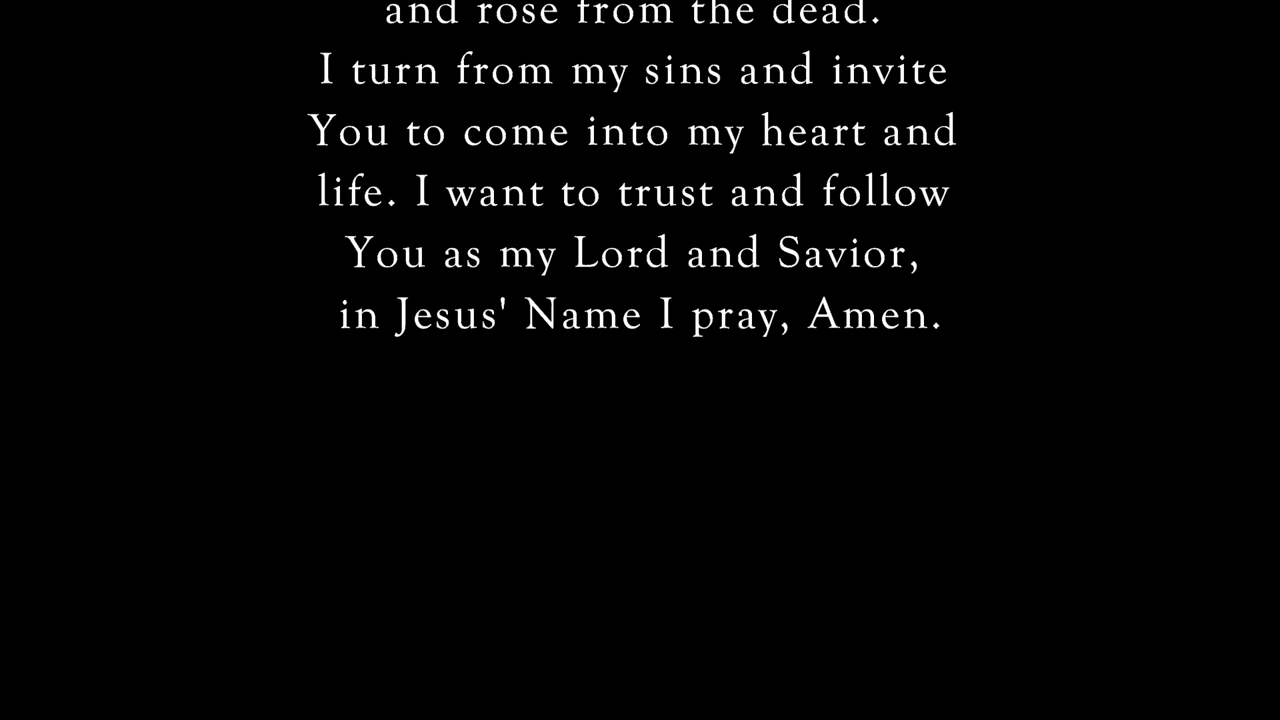 and rose from the dead.
I turn from my sins and invite
You to come into my heart and
life. I want to trust and follow
You as my Lord and Savior,
in Jesus' Name I pray, Amen.